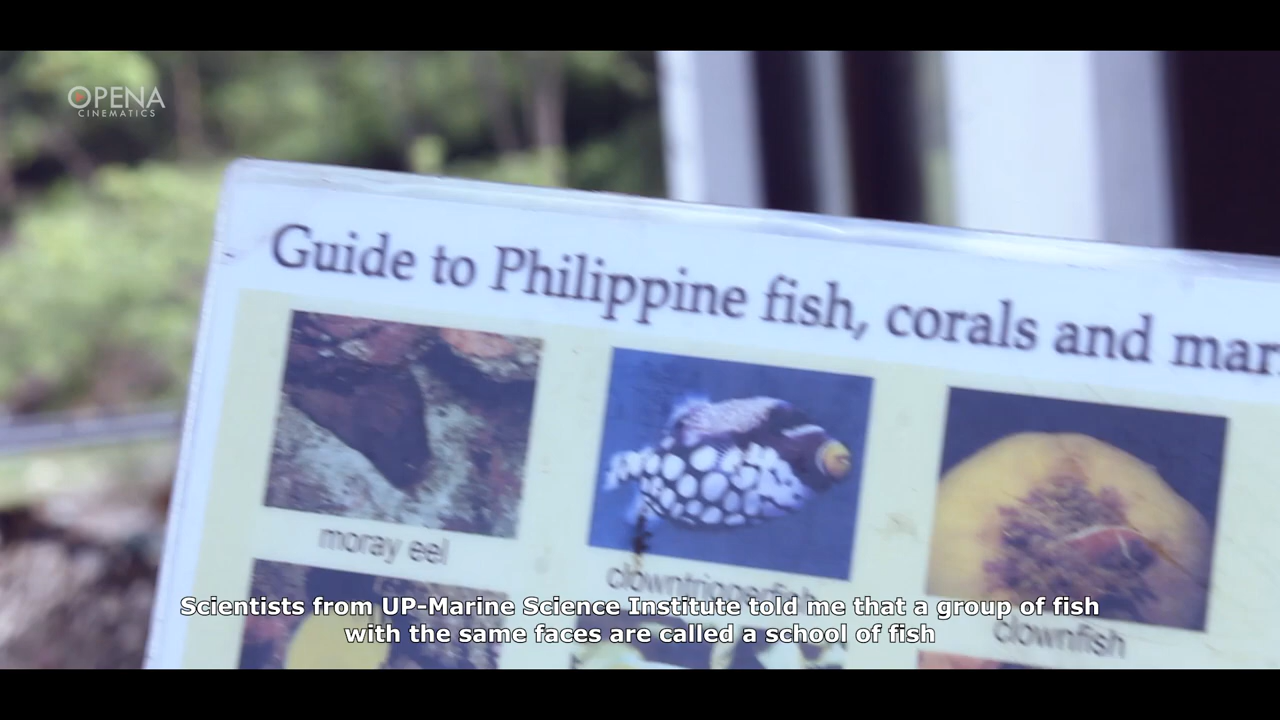 OPENA
CINEMATICS
Guide to Philippine fish, corals and
moray eel
clowntriggerfish
clownfish
Scientists from UP-Marine Science Institute told me that a group of fish
with the same faces are called a school of fish